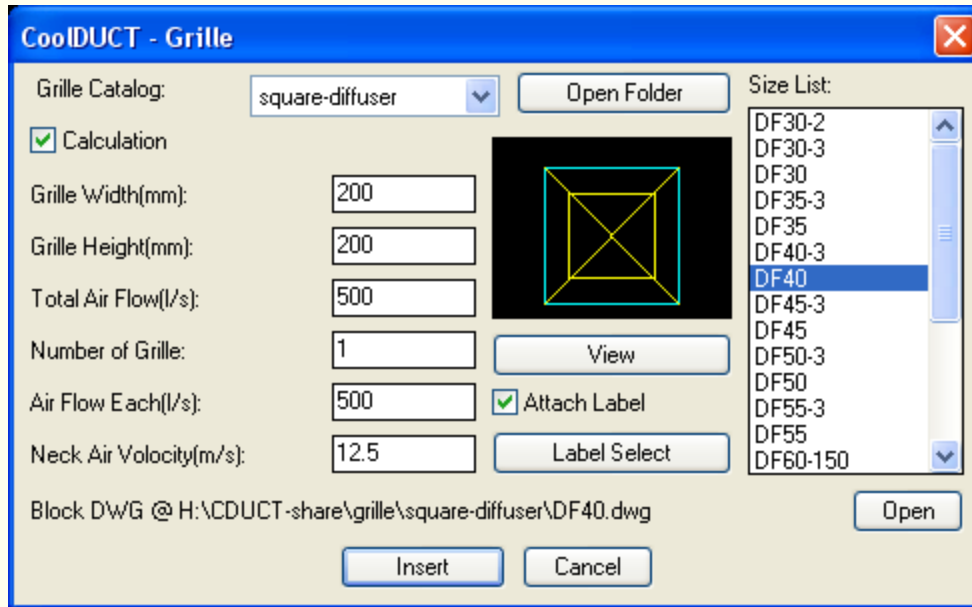 CoolDUCT - Grille
Grille Catalog:
square-diffuser
Open Folder
Size List:
Calculation
Grille Width(mm):
200
Grille Height(mm):
200
Total Air Flow(l/s):
500
Number of Grille:
1
Air Flow Each(l/s):
500
Neck Air Volocity(m/s):
12.5
View
Attach Label
Label Select
DF30-2
DF30-3
DF30
DF35-3
DF35
DF40-3
DF40
DF45-3
DF45
DF50-3
DF50
DF55-3
DF55
DF60-150
Block DWG @ H:\CDUCT-share\grille\square-diffuser\DF40.dwg
Open
Insert
Cancel